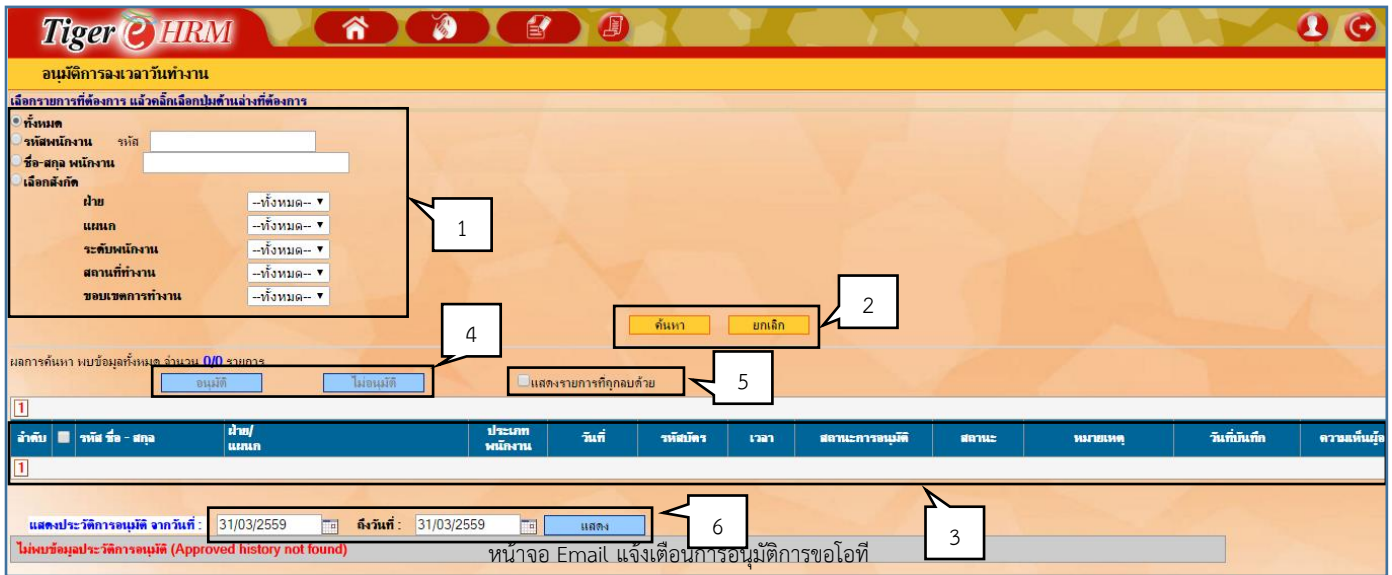 Tiger e HRM
อนุมัติการลงเวลาวันทำงาน
เลือกรายการที่ต้องการ แล้วคลิ๊กเลือกปุ่มด้านล่างที่ต้องการ
ทั้งหมด
รหัสพนักงาน รหัส
ชื่อ-สกุล พนักงาน
เลือกสังกัด
ฝ่าย --ทั้งหมด--
แผนก --ทั้งหมด--
1
ระดับพนักงาน --ทั้งหมด--
สถานที่ทำงาน --ทั้งหมด--
ขอบเขตการทำงาน --ทั้งหมด--
2
ค้นหา ยกเลิก
4
ผลการค้นหา พบข้อมูลทั้งหมด จำนวน 0/0 รายการ
อนุมัติ ไม่อนุมัติ แสดงรายการที่ถูกลบด้วย 5
1
ลำดับ รหัส ชื่อ - สกุล ฝ่าย/ ประเภท วันที่ รหัสบัตร เวลา สถานะการอนุมัติ สถานะ หมายเหตุ วันที่บันทึก ความเห็นผู้อ
แผนก พนักงาน
1
แสดงประวัติการอนุมัติ จากวันที่ : 31/03/2559 ถึงวันที่ : 31/03/2559 แสดง 6
3
ไม่พบข้อมูลประวัติการอนุมัติ (Approved history not found)
หน้าจอ Email แจ้งเตือนการอนุมัติการขอโอที